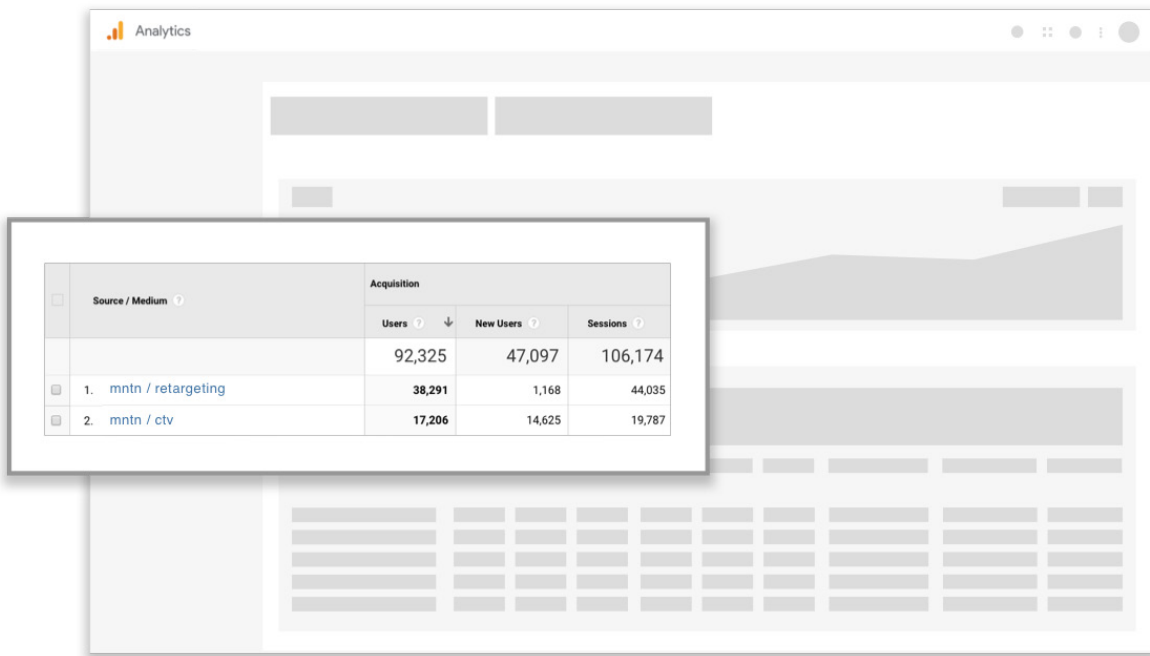 Analytics
Acquisition
Source / Medium ?
Users ? ↓ New Users ? Sessions ?
92,325 47,097 106,174
1. mntn / retargeting 38,291 1,168 44,035
2. mntn / ctv 17,206 14,625 19,787